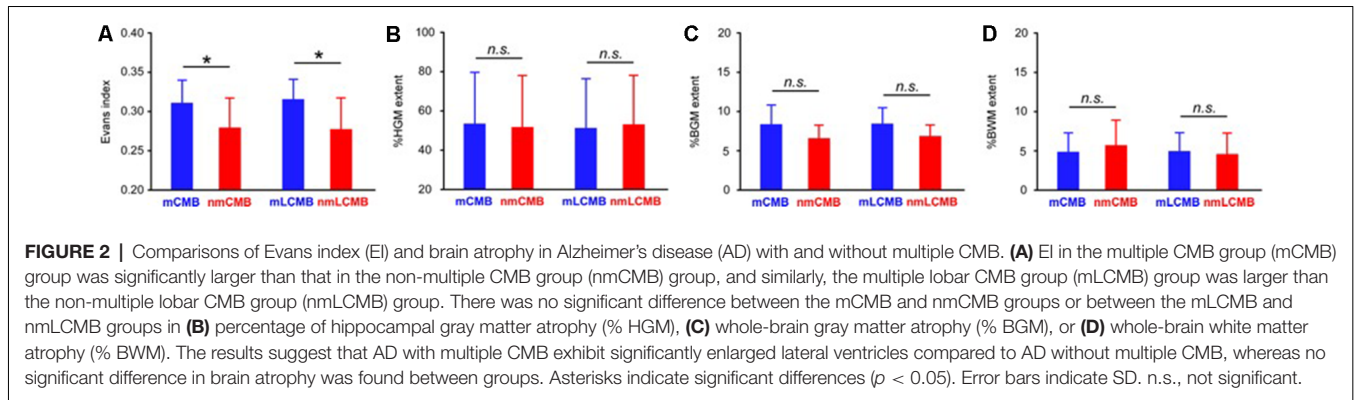 A
B
C
D
Evans index
0.40
0.35
0.30
0.25
0.20
*
*
mCMB nmCMB mLCMB nmLCMB
%HGM extent
100
80
60
40
20
n.s.
n.s.
mCMB nmCMB mLCMB nmLCMB
%BGM extent
20
15
10
5
0
n.s.
n.s.
mCMB nmCMB mLCMB nmLCMB
%BWM extent
20
15
10
5
0
n.s.
n.s.
mCMB nmCMB mLCMB nmLCMB
FIGURE 2 | Comparisons of Evans index (EI) and brain atrophy in Alzheimer's disease (AD) with and without multiple CMB. (A) EI in the multiple CMB group (mCMB)
group was significantly larger than that in the non-multiple CMB group (nmCMB) group, and similarly, the multiple lobar CMB group (mLCMB) group was larger than
the non-multiple lobar CMB group (nmLCMB) group. There was no significant difference between the mCMB and nmCMB groups or between the mLCMB and
nmLCMB groups in (B) percentage of hippocampal gray matter atrophy (% HGM), (C) whole-brain gray matter atrophy (% BGM), or (D) whole-brain white matter
atrophy (% BWM). The results suggest that AD with multiple CMB exhibit significantly enlarged lateral ventricles compared to AD without multiple CMB, whereas no
significant difference in brain atrophy was found between groups. Asterisks indicate significant differences (p < 0.05). Error bars indicate SD. n.s., not significant.